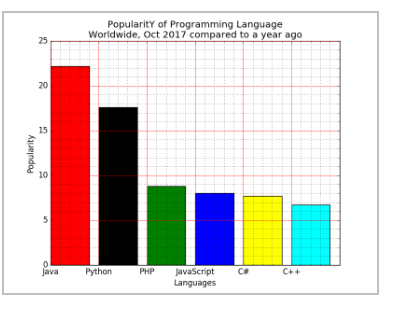 PopularitY of Programming Language
Worldwide, Oct 2017 compared to a year ago
25
20
15
10
5
0
Popularity
Java Python PHP JavaScript C# C++
Languages